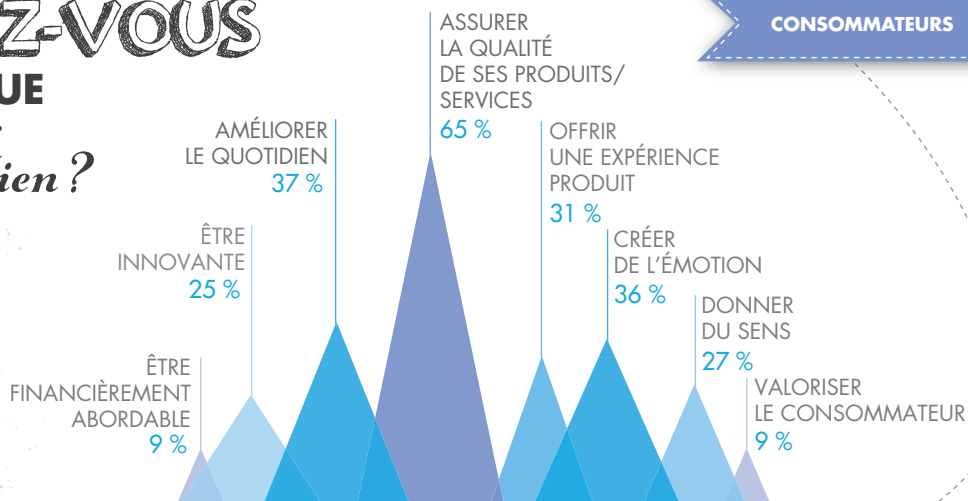 Z-VOUS
UE
ien ?
CONSOMMATEURS
ASSURER
LA QUALITÉ
DE SES PRODUITS/
SERVICES
65 %
AMÉLIORER
LE QUOTIDIEN
37 %
OFFRIR
UNE EXPÉRIENCE
PRODUIT
31 %
ÊTRE
INNOVANTE
25 %
CRÉER
DE L’ÉMOTION
36 %
DONNER
DU SENS
27 %
ÊTRE
FINANCIÈREMENT
ABORDABLE
9 %
VALORISER
LE CONSOMMATEUR
9 %